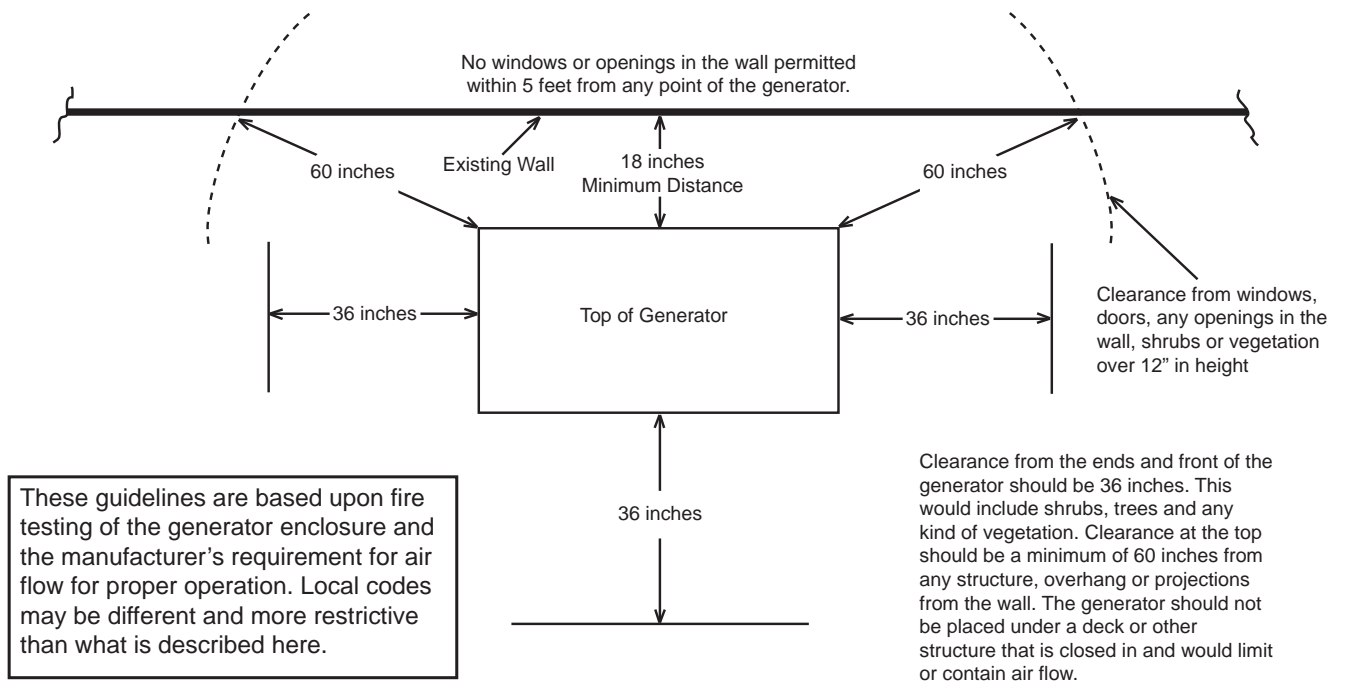 No windows or openings in the wall permitted
within 5 feet from any point of the generator.
60 inches
Existing Wall
18 inches
Minimum Distance
60 inches
36 inches
Top of Generator
36 inches
Clearance from windows,
doors, any openings in the
wall, shrubs or vegetation
over 12” in height
36 inches
These guidelines are based upon fire
testing of the generator enclosure and
the manufacturer’s requirement for air
flow for proper operation. Local codes
may be different and more restrictive
than what is described here.
Clearance from the ends and front of the
generator should be 36 inches. This
would include shrubs, trees and any
kind of vegetation. Clearance at the top
should be a minimum of 60 inches from
any structure, overhang or projections
from the wall. The generator should not
be placed under a deck or other
structure that is closed in and would limit
or contain air flow.